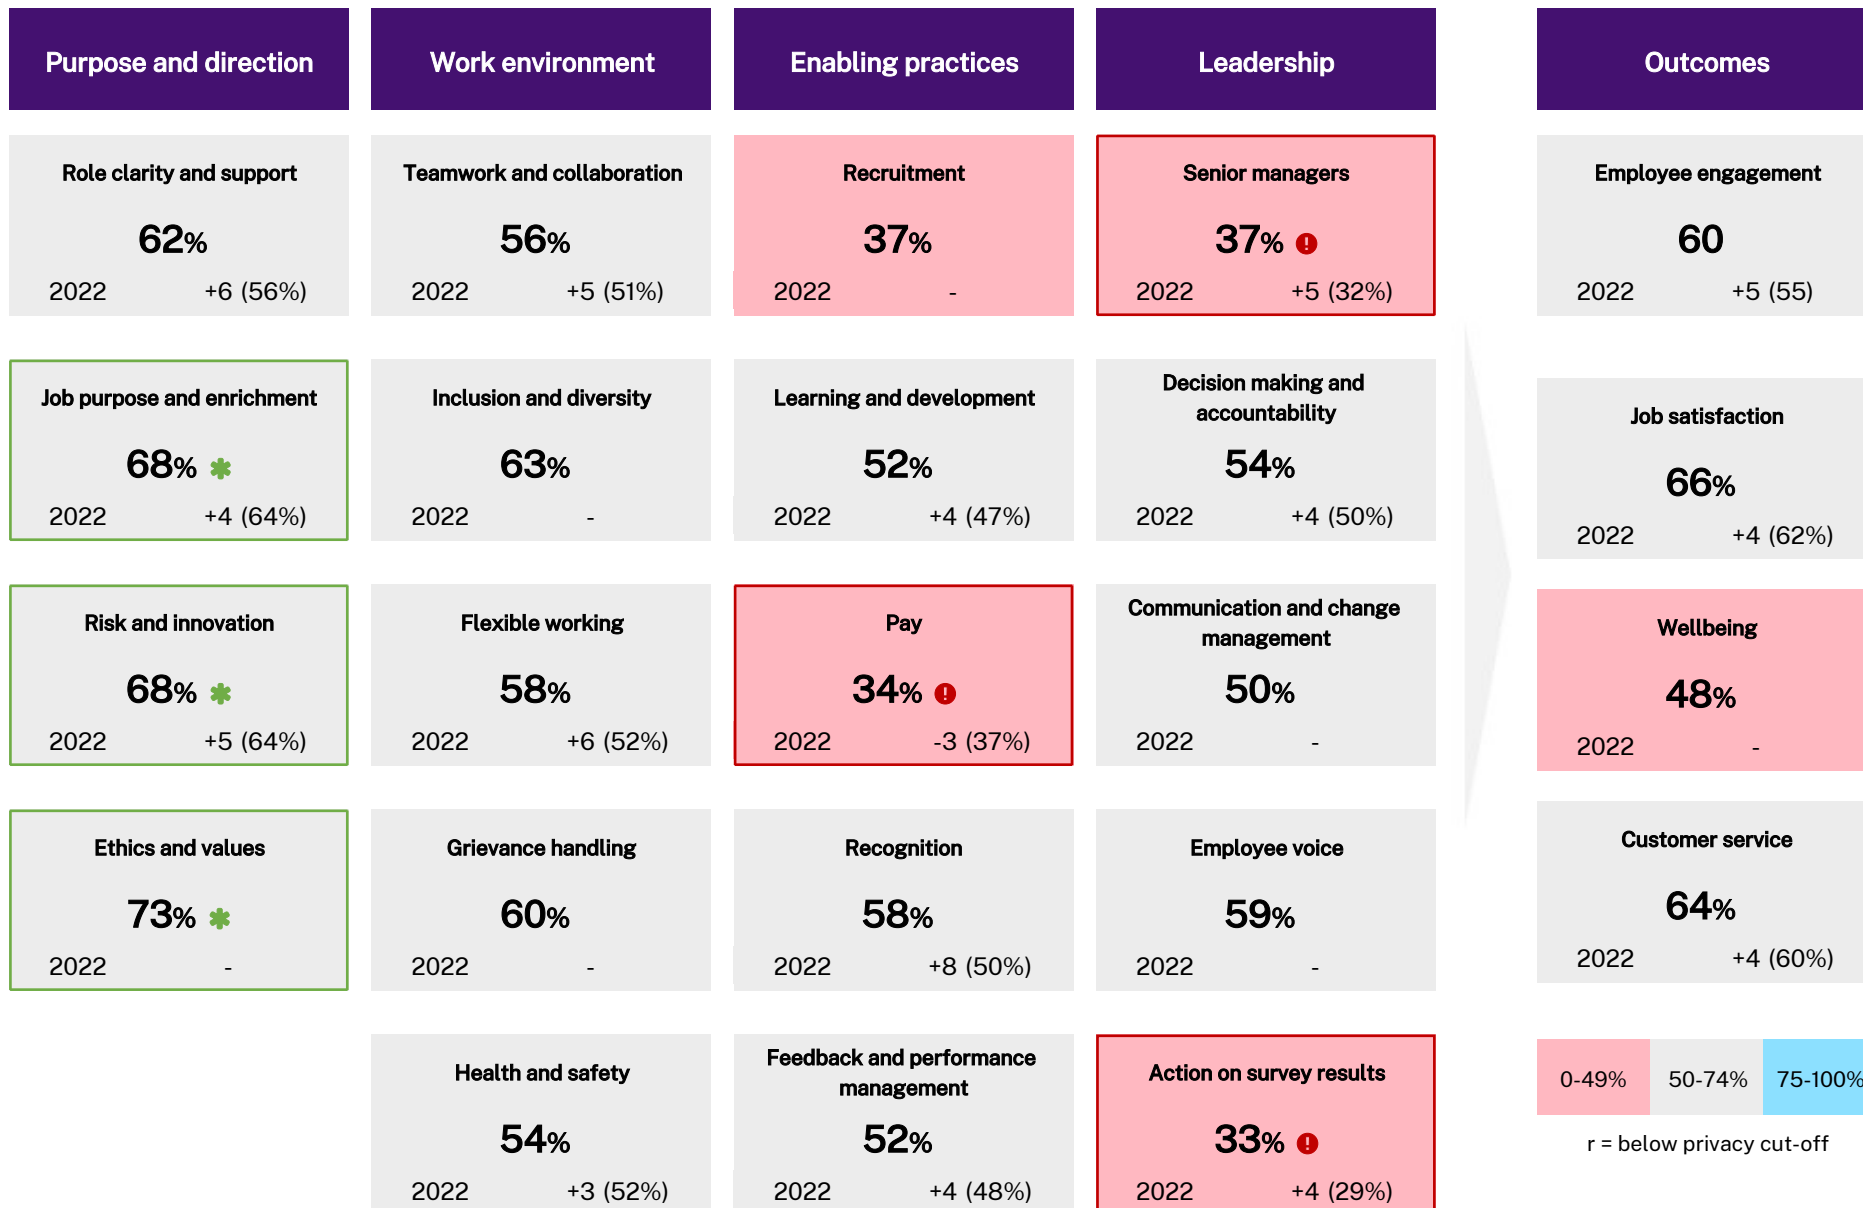 Purpose and direction
Role clarity and support
62%
2022 +6 (56%)
Job purpose and enrichment
68% ✱
2022 +4 (64%)
Risk and innovation
68% ✱
2022 +5 (64%)
Ethics and values
73% ✱
2022 -
Work environment
Teamwork and collaboration
56%
2022 +5 (51%)
Inclusion and diversity
63%
2022 -
Flexible working
58%
2022 +6 (52%)
Grievance handling
60%
2022 -
Health and safety
54%
2022 +3 (52%)
Enabling practices
Recruitment
37%
2022 -
Learning and development
52%
2022 +4 (47%)
Pay
34% !
2022 -3 (37%)
Recognition
58%
2022 +8 (50%)
Feedback and performance
management
52%
2022 +4 (48%)
Leadership
Senior managers
37% !
2022 +5 (32%)
Decision making and
accountability
54%
2022 +4 (50%)
Communication and change
management
50%
2022 -
Employee voice
59%
2022 -
Action on survey results
33% !
2022 +4 (29%)
Outcomes
Employee engagement
60
2022 +5 (55)
Job satisfaction
66%
2022 +4 (62%)
Wellbeing
48%
2022 -
Customer service
64%
2022 +4 (60%)
0-49% 50-74% 75-100%
r = below privacy cut-off